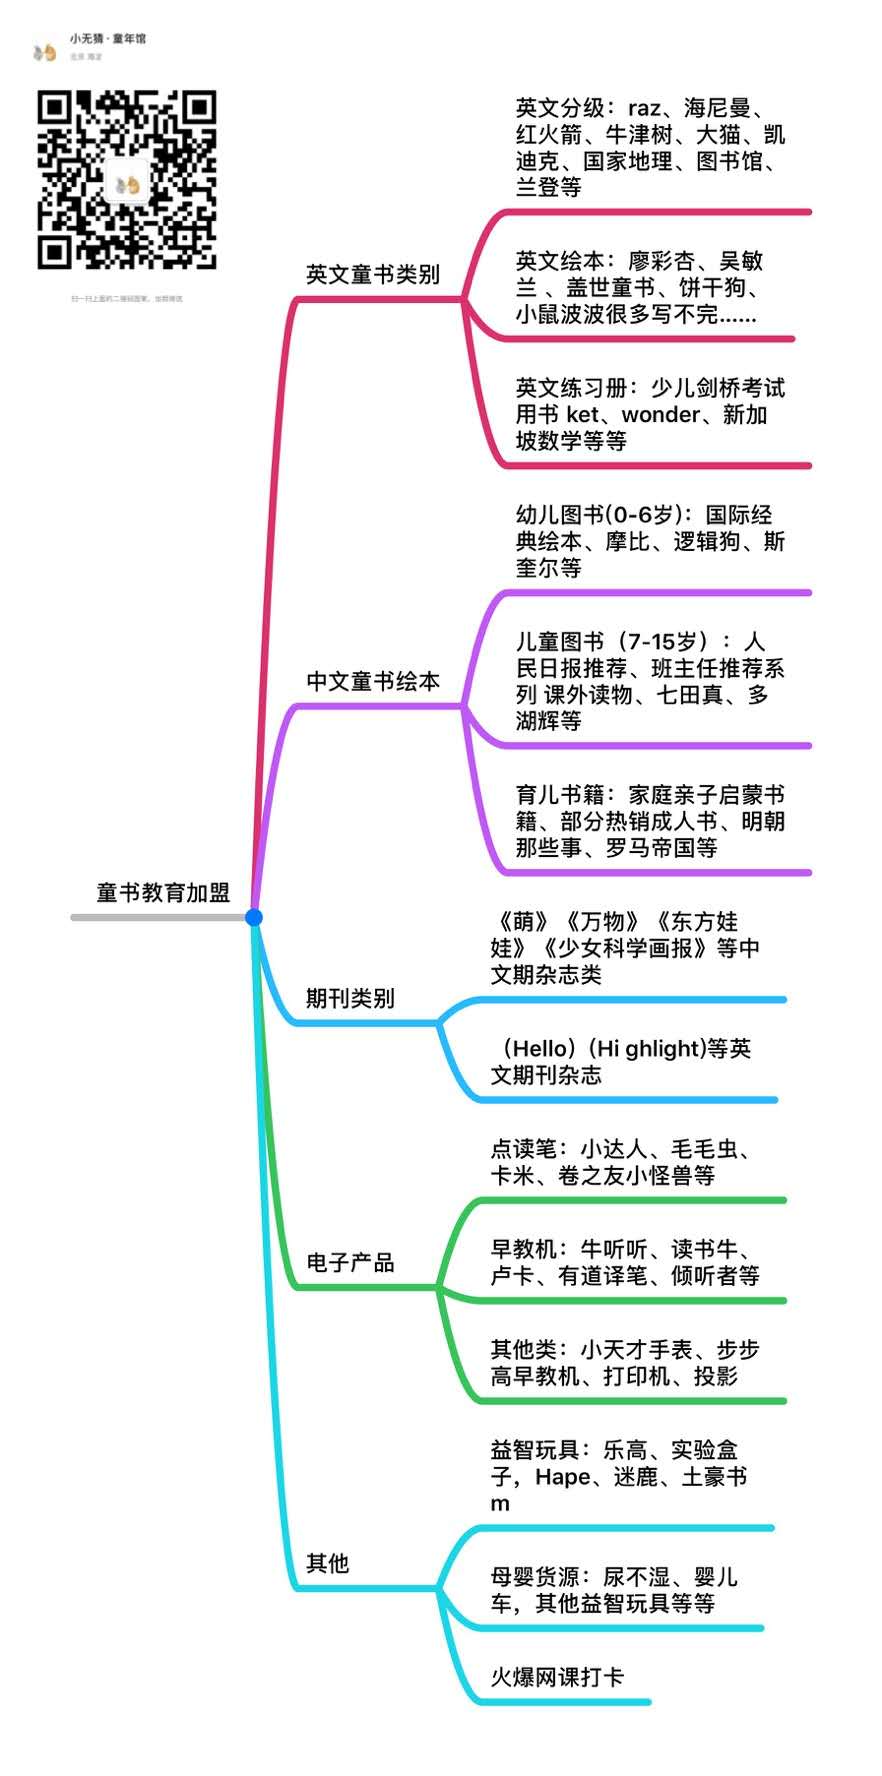 小无猜·童年馆
北京 海淀
扫一扫上面的二维码图案，加我微信
英文分级：raz、海尼曼、
红火箭、牛津树、大猫、凯
迪克、国家地理、图书馆、
兰登等
英文童书类别
英文绘本：廖彩杏、吴敏
兰 、盖世童书、饼干狗、
小鼠波波很多写不完......
英文练习册：少儿剑桥考试
用书 ket、wonder、新加
坡数学等等
幼儿图书(0-6岁)：国际经
典绘本、摩比、逻辑狗、斯
奎尔等
中文童书绘本
儿童图书（7-15岁）：人
民日报推荐、班主任推荐系
列 课外读物、七田真、多
湖辉等
育儿书籍：家庭亲子启蒙书
籍、部分热销成人书、明朝
那些事、罗马帝国等
童书教育加盟
《萌》《万物》《东方娃
娃》《少女科学画报》等中
文期杂志类
期刊类别
（Hello）(Hi ghlight)等英
文期刊杂志
点读笔：小达人、毛毛虫、
卡米、卷之友小怪兽等
电子产品
早教机：牛听听、读书牛、
卢卡、有道译笔、倾听者等
其他类：小天才手表、步步
高早教机、打印机、投影
益智玩具：乐高、实验盒
子，Hape、迷鹿、土豪书
m
其他
母婴货源：尿不湿、婴儿
车，其他益智玩具等等
火爆网课打卡